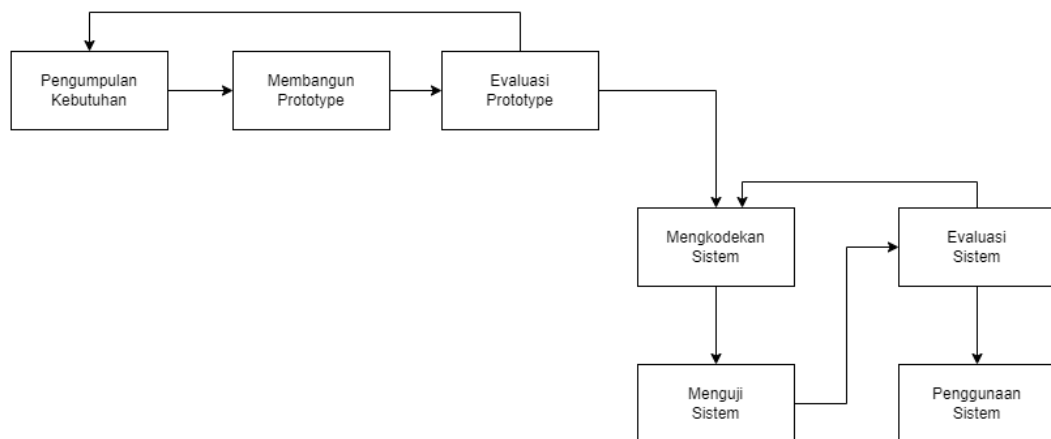 Pengumpulan
Kebutuhan
Membangun
Prototype
Evaluasi
Prototype
Mengkodekan
Sistem
Evaluasi
Sistem
Menguji
Sistem
Penggunaan
Sistem